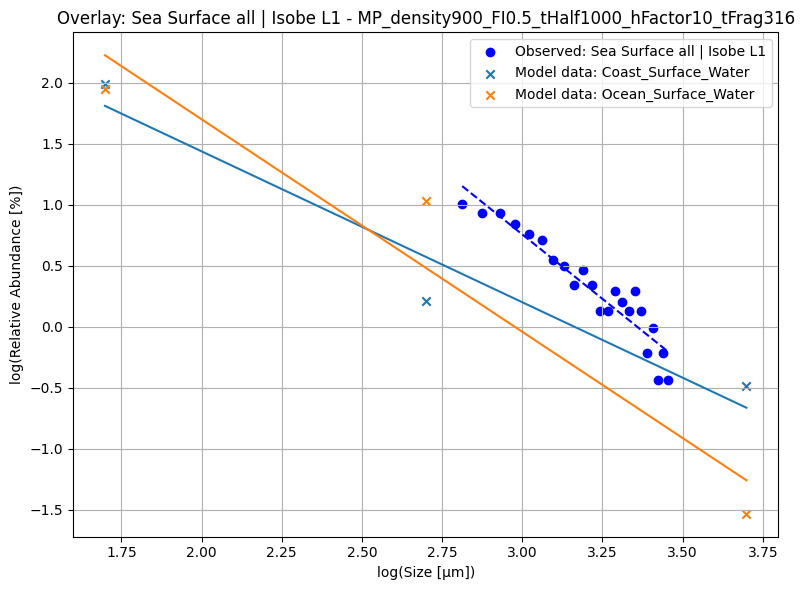 Overlay: Sea Surface all | Isobe L1 - MP_density900_FI0.5_tHalf1000_hFactor10_tFrag316
Observed: Sea Surface all | Isobe L1
Model data: Coast_Surface_Water
Model data: Ocean_Surface_Water
log(Relative Abundance [%])
2.0
1.5
1.0
0.5
0.0
−0.5
−1.0
−1.5
1.75 2.00 2.25 2.50 2.75 3.00 3.25 3.50 3.75
log(Size [µm])